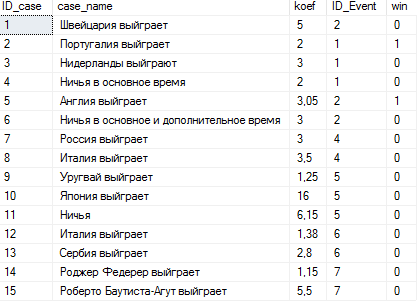 ID_case case_name koef ID_Event win
1 Швейцария выйграет 5 2 0
2 Португалия выйграет 2 1 1
3 Нидерланды выйграют 3 1 0
4 Ничья в основное время 2 1 0
5 Англия выйграет 3,05 2 1
6 Ничья в основное и дополнительное время 3 2 0
7 Россия выйграет 3 4 0
8 Италия выйграет 3,5 4 0
9 Уругвай выйграет 1,25 5 0
10 Япония выйграет 16 5 0
11 Ничья 6,15 5 0
12 Италия выйграет 1,38 6 0
13 Сербия выйграет 2,8 6 0
14 Роджер Федерер выйграет 1,15 7 0
15 Роберто Баутиста-Агут выйграет 5,5 7 0